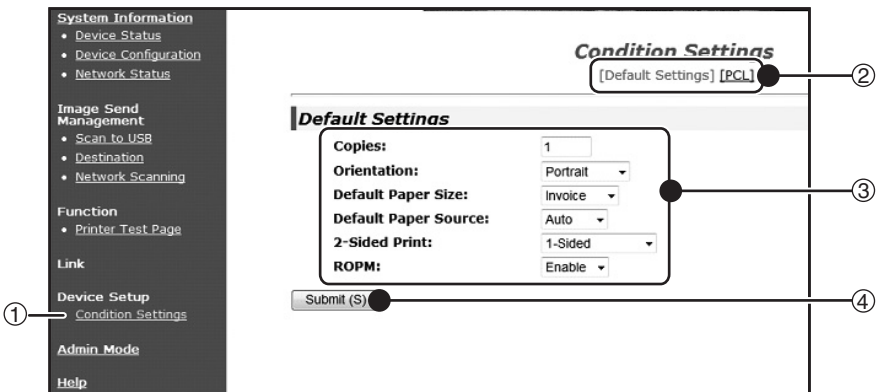 System Information
• Device Status
• Device Configuration
• Network Status
Image Send
Management
• Scan to USB
• Destination
• Network Scanning
Function
• Printer Test Page
Link
Device Setup
① Condition Settings
Admin Mode
Help
Condition Settings
[Default Settings] [PCL] ②
Default Settings
Copies: 1
Orientation: Portrait
Default Paper Size: Invoice ③
Default Paper Source: Auto
2-Sided Print: 1-Sided
ROPM: Enable
Submit (S) ④